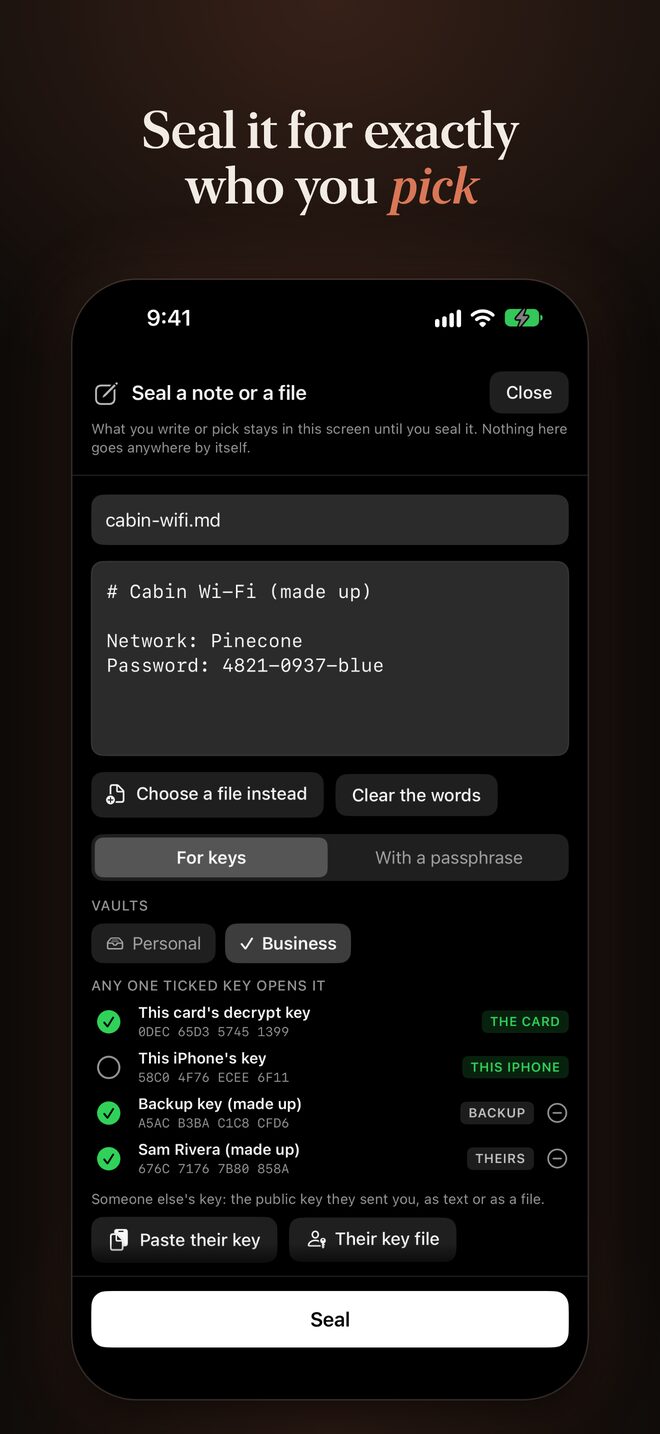 Seal it for exactly
who you pick
9:41
Seal a note or a file
Close
What you write or pick stays in this screen until you seal it. Nothing here
goes anywhere by itself.
cabin-wifi.md
# Cabin Wi-Fi (made up)
Network: Pinecone
Password: 4821-0937-blue
Choose a file instead
Clear the words
For keys
With a passphrase
VAULTS
Personal
Business
ANY ONE TICKED KEY OPENS IT
This card's decrypt key
0DEC 65D3 5745 1399
THE CARD
This iPhone's key
58C0 4F76 ECEE 6F11
THIS IPHONE
Backup key (made up)
A5AC B3BA C1C8 CFD6
BACKUP
Sam Rivera (made up)
676C 7176 7B80 858A
THEIRS
Someone else's key: the public key they sent you, as text or as a file.
Paste their key
Their key file
Seal